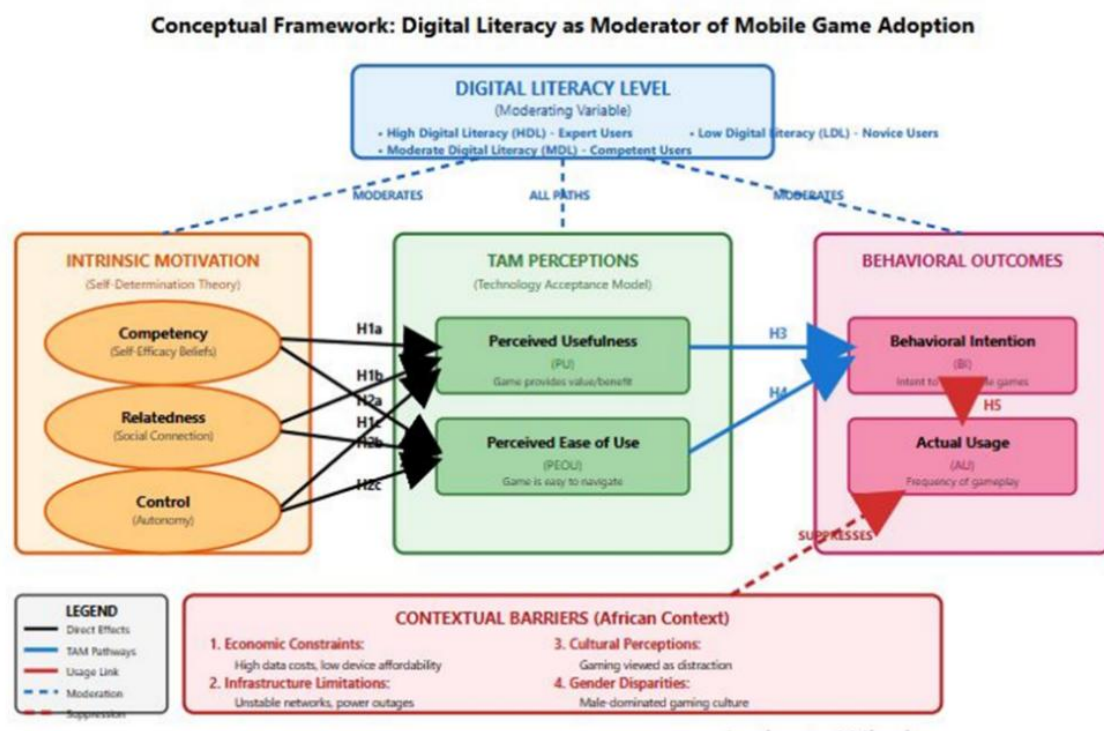 Conceptual Framework: Digital Literacy as Moderator of Mobile Game Adoption
DIGITAL LITERACY LEVEL
(Moderating Variable)
• High Digital Literacy (HDL) - Expert Users
• Low Digital Literacy (LDL) - Novice Users
• Moderate Digital Literacy (MDL) - Competent Users
MODERATES
ALL PATHS
MODERATES
INTRINSIC MOTIVATION
(Self-Determination Theory)
Competency
(Self-Efficacy Beliefs)
Relatedness
(Social Connection)
Control
(Autonomy)
H1a
H1b
H2a
H1c
H2b
H2c
TAM PERCEPTIONS
(Technology Acceptance Model)
Perceived Usefulness
(PU)
Game provides value/benefit
Perceived Ease of Use
(PEOU)
Game is easy to navigate
H3
H4
BEHAVIORAL OUTCOMES
Behavioral Intention
(BI)
Intent to games
H5
Actual Usage
(AU)
Frequency of gameplay
SUPPRESSES
LEGEND
Direct Effects
TAM Pathways
Usage Link
Moderation
Suppression
CONTEXTUAL BARRIERS (African Context)
1. Economic Constraints:
High data costs, low device affordability
2. Infrastructure Limitations:
Unstable networks, power outages
3. Cultural Perceptions:
Gaming viewed as distraction
4. Gender Disparities:
Male-dominated gaming culture